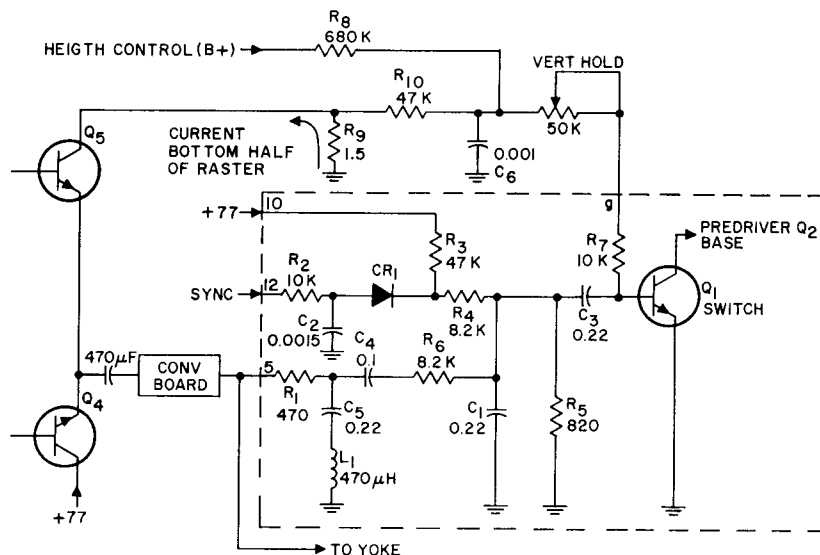 R8
680K
HEIGTH CONTROL (B+)
R10
47K
VERT HOLD
50K
Q5
CURRENT
BOTTOM HALF
OF RASTER
R9
1.5
0.001
C6
10
+77
9
PREDRIVER Q2
BASE
R3
47K
R7
10K
R2
10K
CR1
SYNC
12
R4
8.2K
C3
0.22
Q1
SWITCH
C2
0.0015
C4
0.1
R6
8.2K
470µF
CONV
BOARD
5
R1
470
C5
0.22
C1
0.22
R5
820
Q4
L1
470µH
+77
TO YOKE